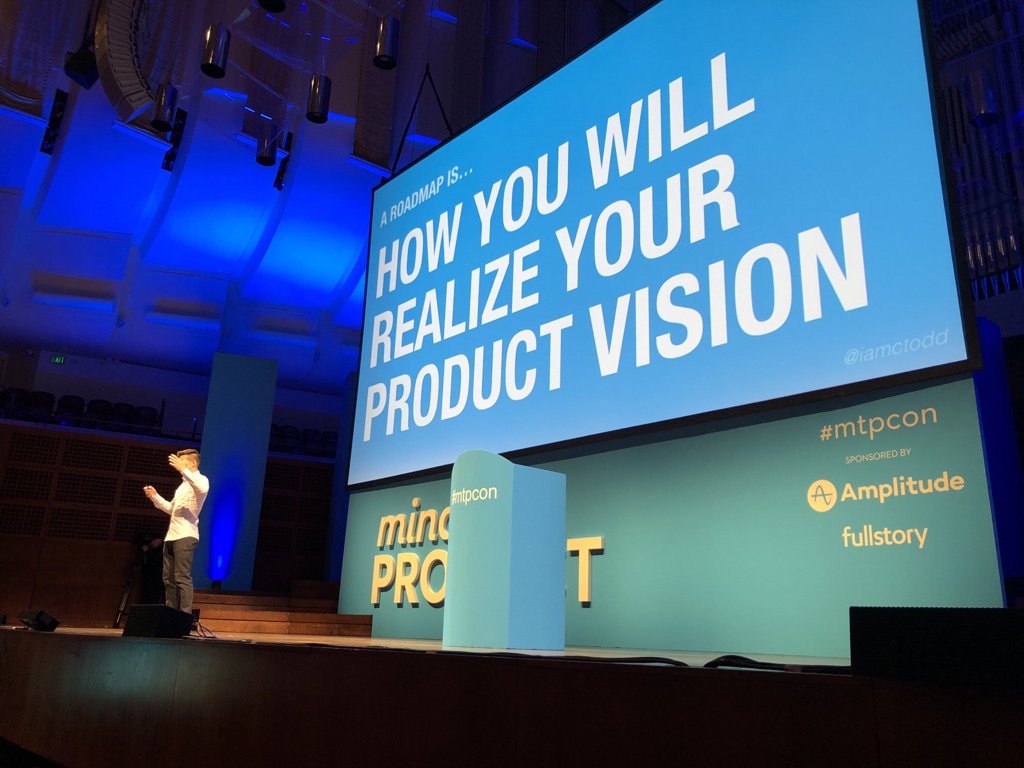 A ROADMAP IS...
HOW YOU WILL
REALIZE YOUR
PRODUCT VISION
@iamctodd
#mtpcon
SPONSORED BY
Amplitude
fullstory
#mtpcon
EXIT